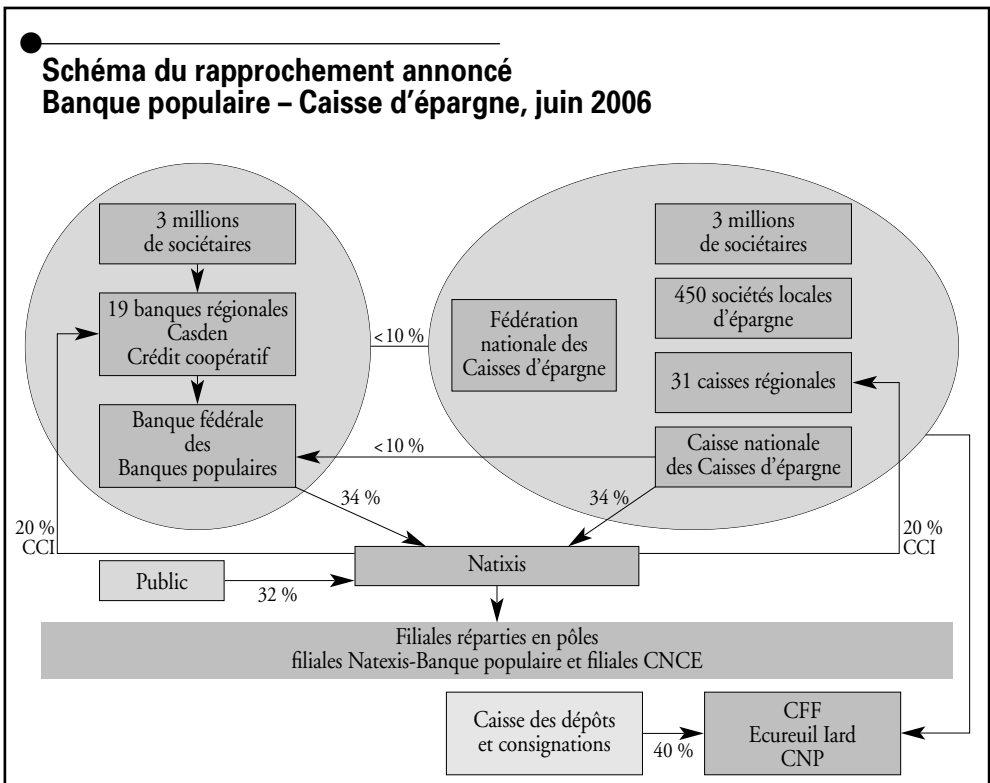 Schéma du rapprochement annoncé
Banque populaire – Caisse d'épargne, juin 2006
3 millions
de sociétaires
19 banques régionales
Casden
Crédit coopératif
Banque fédérale
des
Banques populaires
<10 %
Fédération
nationale des
Caisses d'épargne
3 millions
de sociétaires
450 sociétés locales
d'épargne
31 caisses régionales
Caisse nationale
des Caisses d'épargne
<10 %
34 %
34 %
20 %
CCI
20 %
CCI
Natixis
Public
32 %
Filiales réparties en pôles
filiales Natexis-Banque populaire et filiales CNCE
Caisse des dépôts
et consignations
40 %
CFF
Ecureuil Iard
CNP